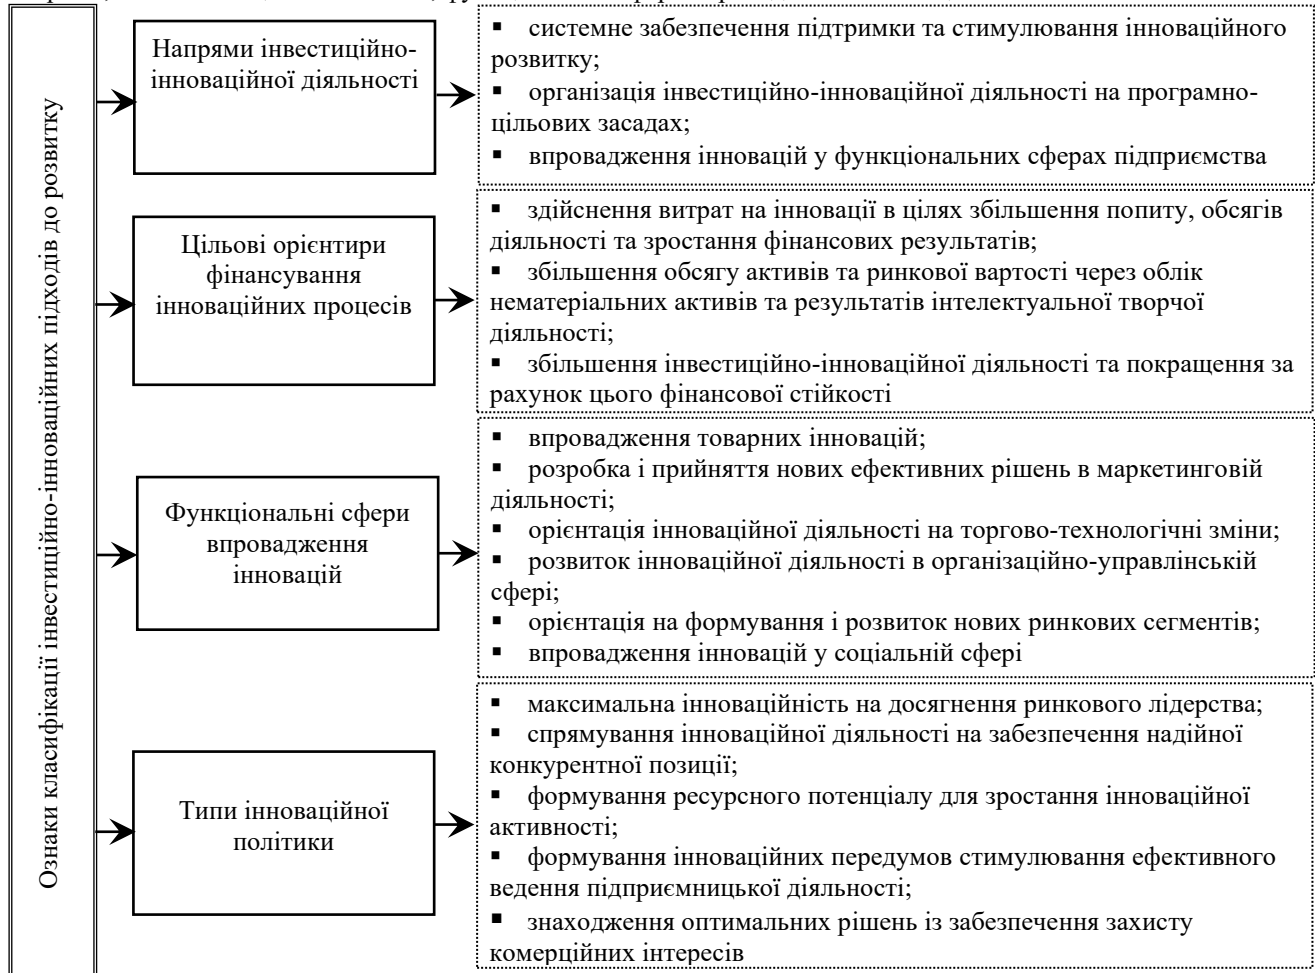 Ознаки класифікації інвестиційно-інноваційних підходів до розвитку
Напрями інвестиційно-
інноваційної діяльності
▪ системне забезпечення підтримки та стимулювання інноваційного
розвитку;
▪ організація інвестиційно-інноваційної діяльності на програмно-
цільових засадах;
▪ впровадження інновацій у функціональних сферах підприємства
Цільові орієнтири
фінансування
інноваційних процесів
▪ здійснення витрат на інновації в цілях збільшення попиту, обсягів
діяльності та зростання фінансових результатів;
▪ збільшення обсягу активів та ринкової вартості через облік
нематеріальних активів та результатів інтелектуальної творчої
діяльності;
▪ збільшення інвестиційно-інноваційної діяльності та покращення за
рахунок цього фінансової стійкості
Функціональні сфери
впровадження
інновацій
▪ впровадження товарних інновацій;
▪ розробка і прийняття нових ефективних рішень в маркетинговій
діяльності;
▪ орієнтація інноваційної діяльності на торгово-технологічні зміни;
▪ розвиток інноваційної діяльності в організаційно-управлінській
сфері;
▪ орієнтація на формування і розвиток нових ринкових сегментів;
▪ впровадження інновацій у соціальній сфері
Типи інноваційної
політики
▪ максимальна інноваційність на досягнення ринкового лідерства;
▪ спрямування інноваційної діяльності на забезпечення надійної
конкурентної позиції;
▪ формування ресурсного потенціалу для зростання інноваційної
активності;
▪ формування інноваційних передумов стимулювання ефективного
ведення підприємницької діяльності;
▪ знаходження оптимальних рішень із забезпечення захисту
комерційних інтересів